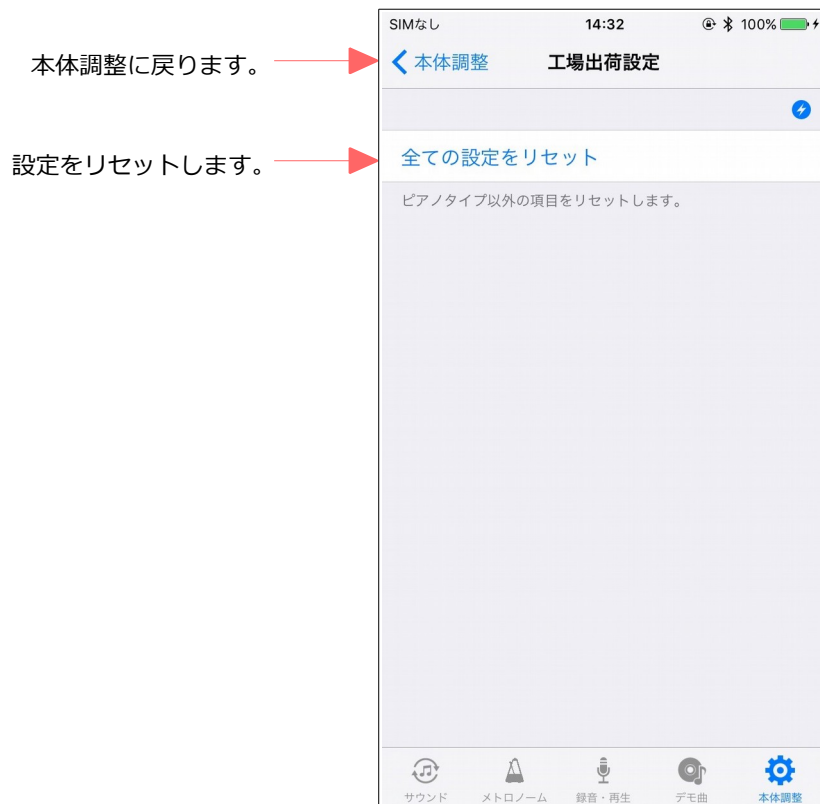 SIMなし 14:32 100%
本体調整に戻ります。
本体調整 工場出荷設定
設定をリセットします。
全ての設定をリセット
ピアノタイプ以外の項目をリセットします。
サウンド メトロノーム 録音・再生 デモ曲 本体調整